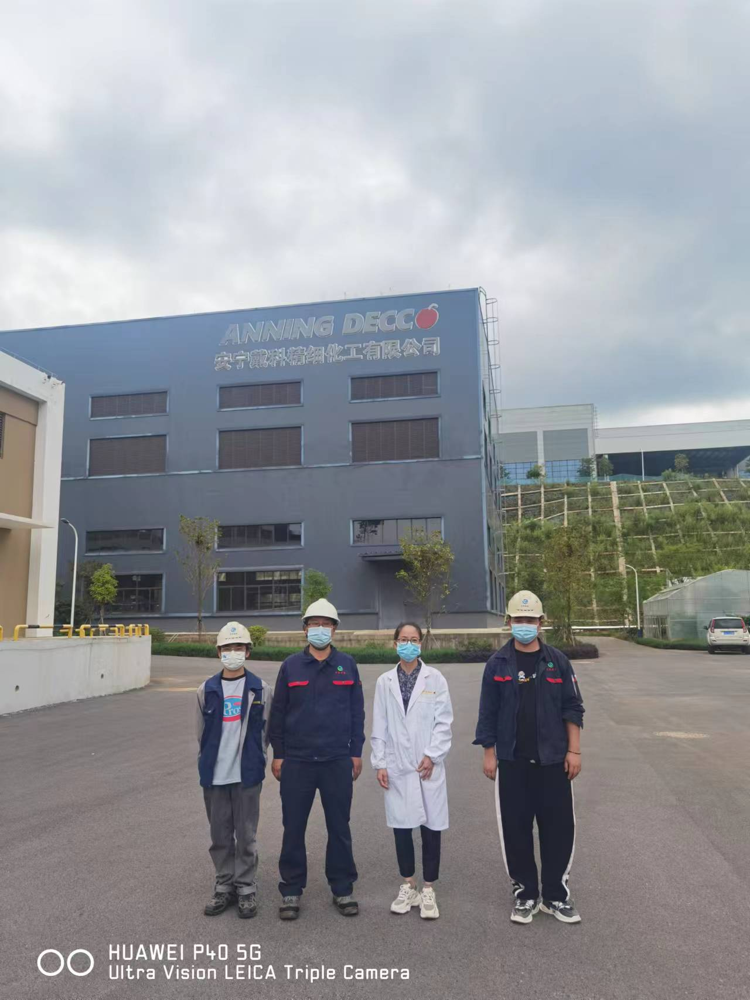 ANNING DECCO
安宁戴科精细化工有限公司
Pros
HUAWEI P40 5G
Ultra Vision LEICA Triple Camera